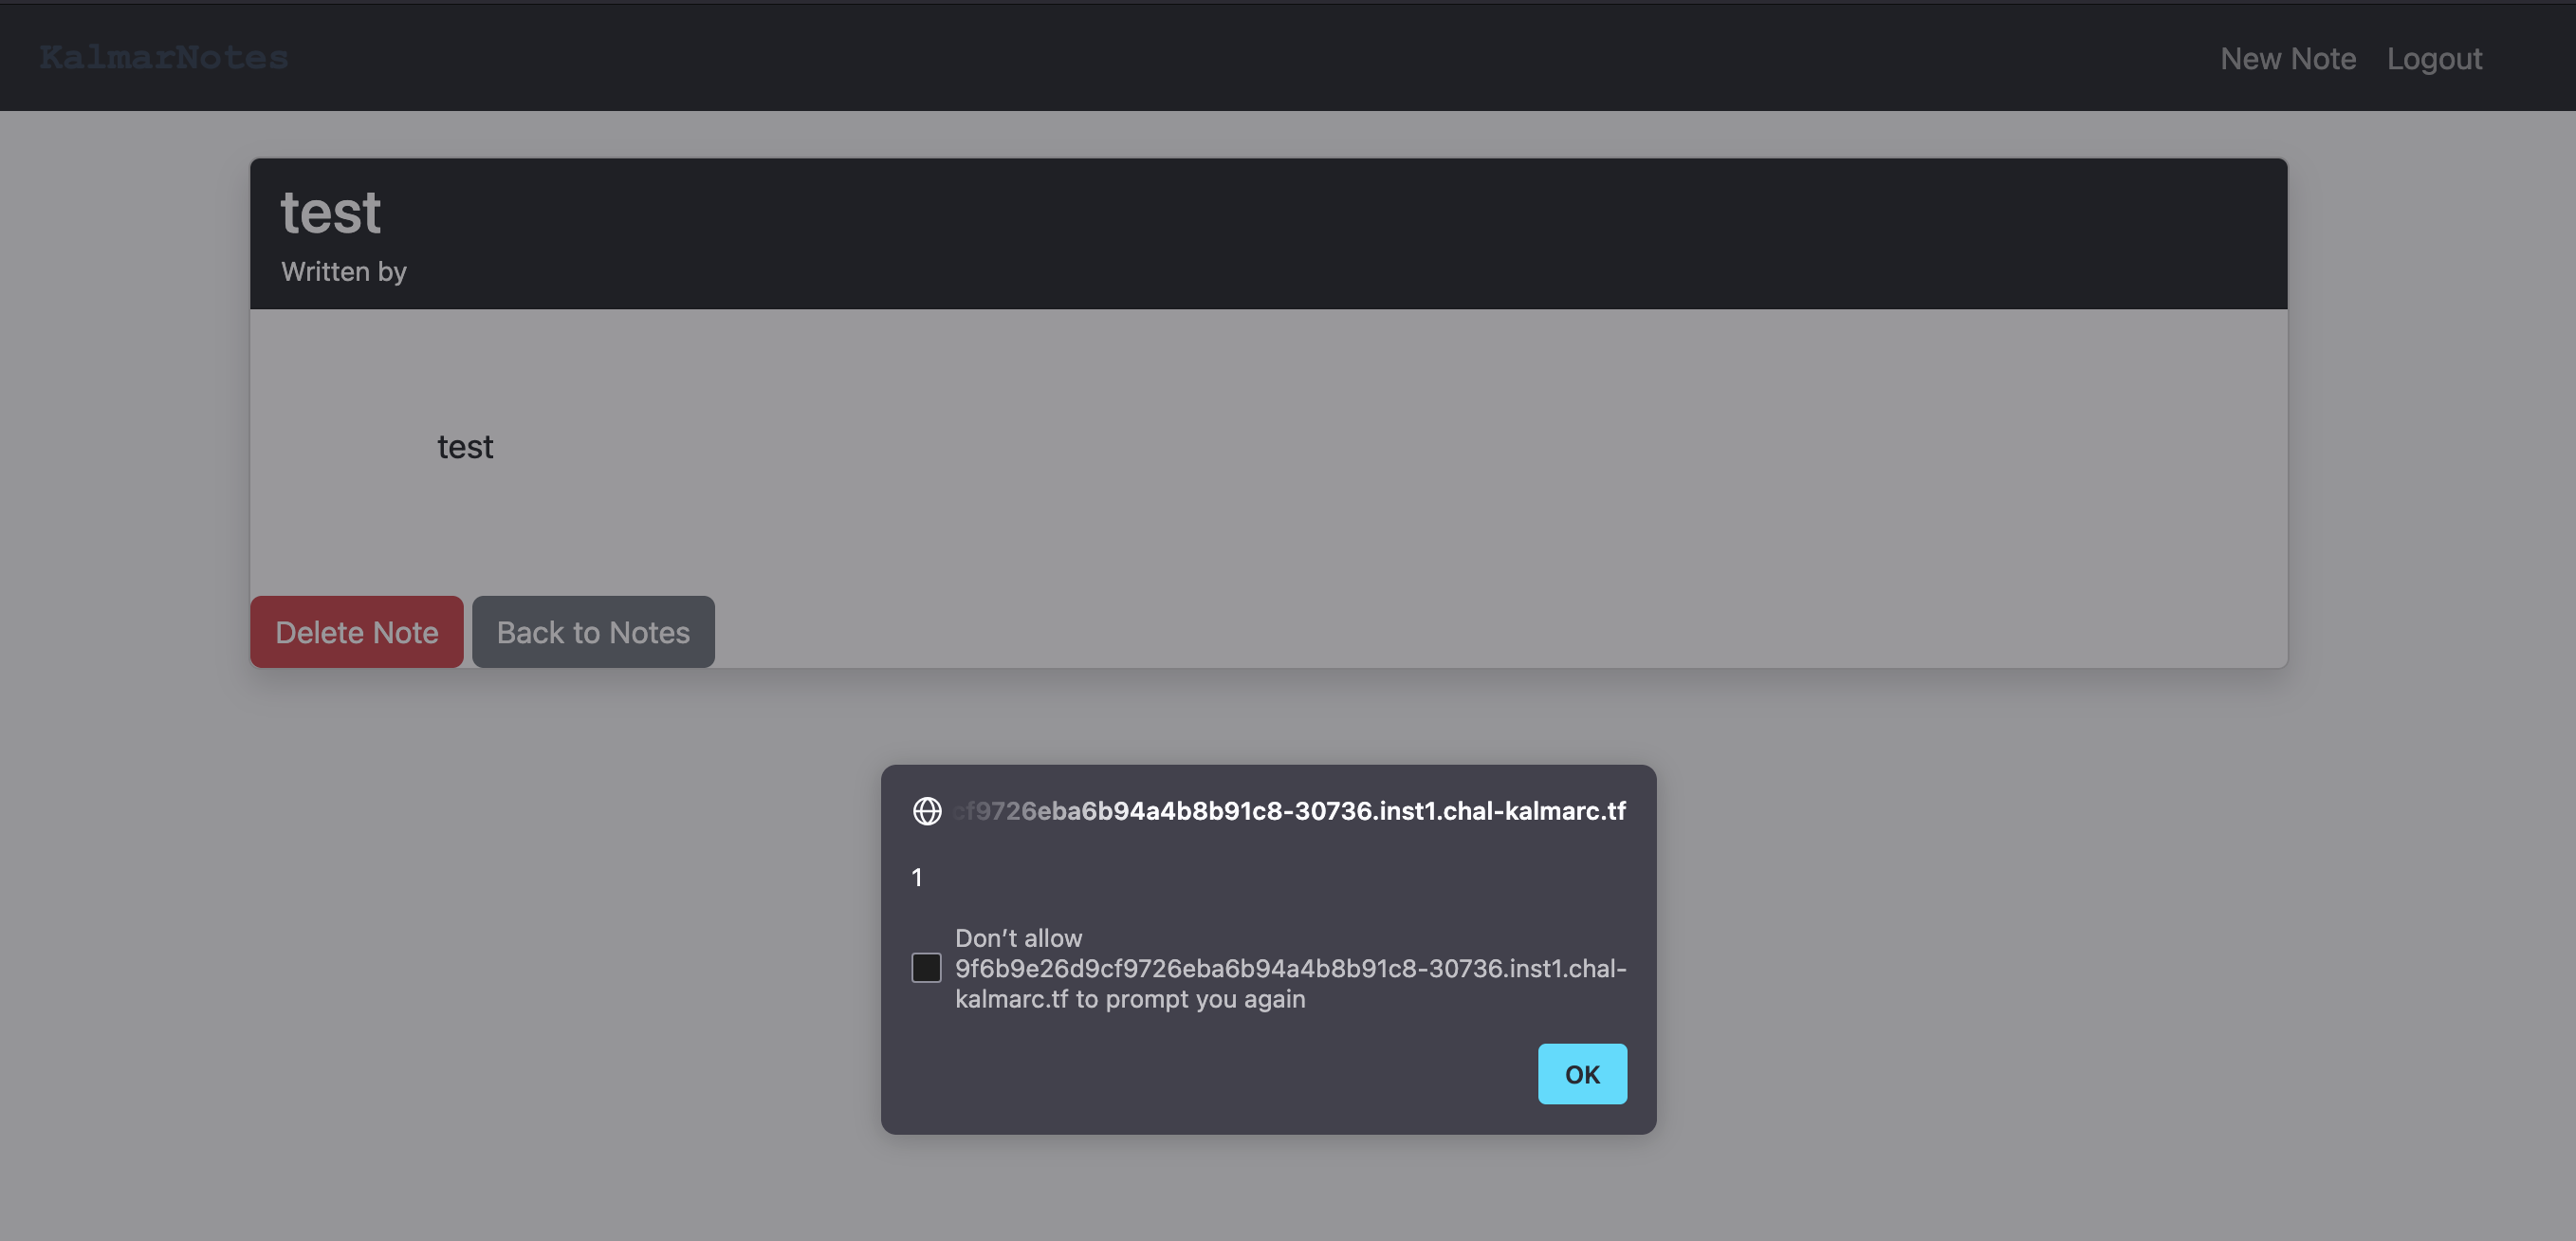 KalmarNotes
New Note Logout
test
Written by
test
Delete Note Back to Notes
cf9726eba6b94a4b8b91c8-30736.inst1.chal-kalmarc.tf
1
Don’t allow
9f6b9e26d9cf9726eba6b94a4b8b91c8-30736.inst1.chal-
kalmarc.tf to prompt you again
OK